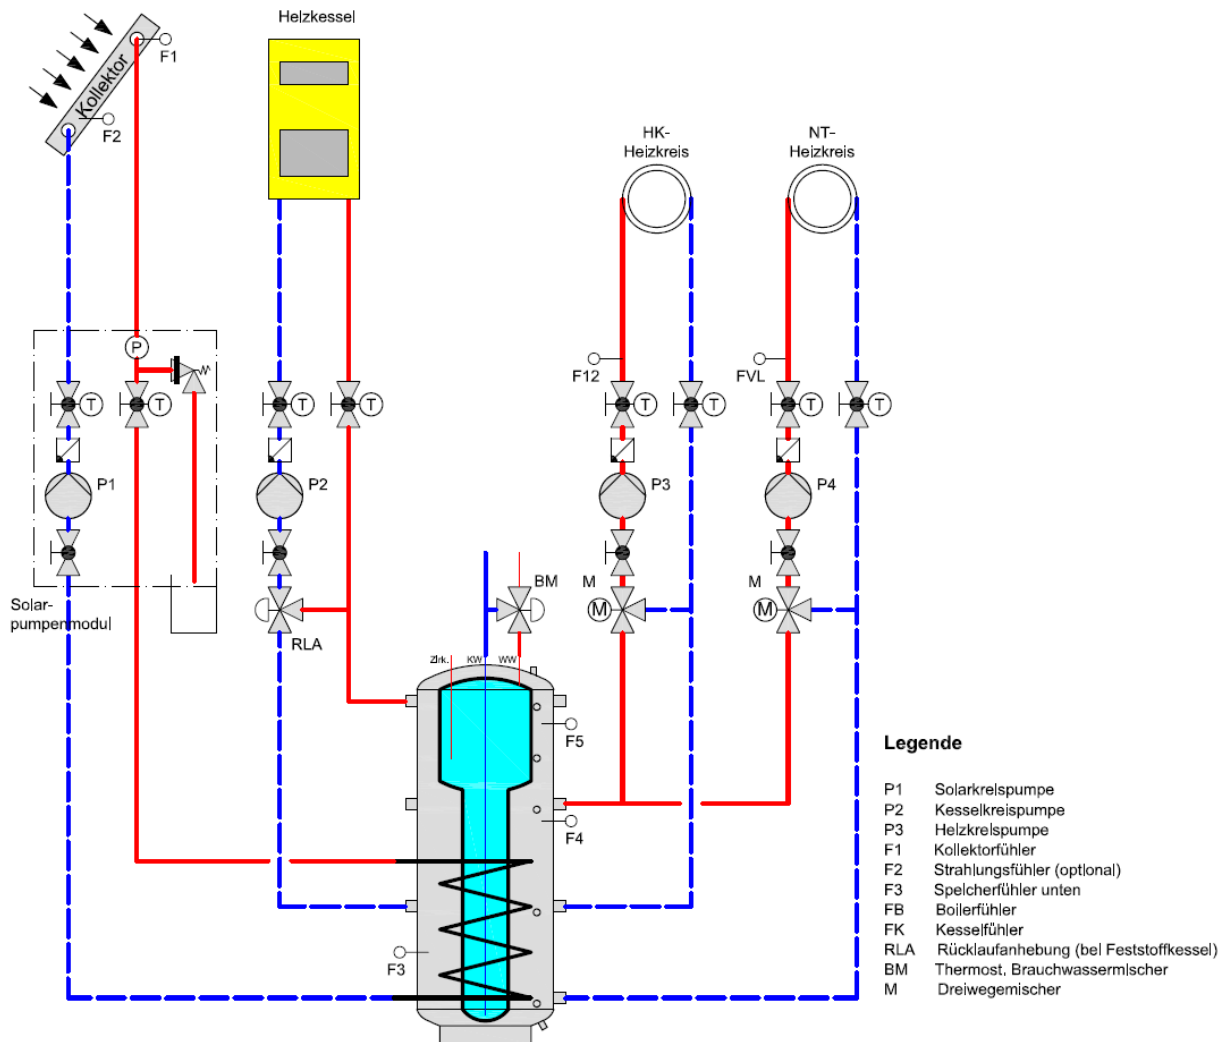 Heizkessel
F1
Kollektor
F2
HK-
Heizkreis
NT-
Heizkreis
P
F12
FVL
T
T
T
T
T
T
T
T
P1
P2
P3
P4
BM
M
M
M
M
Solar-
pumpenmodul
RLA
Zirk.
KW
WW
F5
F4
F3
Legende
P1 Solarkreispumpe
P2 Kesselkreispumpe
P3 Heizkreispumpe
F1 Kollektorfühler
F2 Strahlungsfühler (optional)
F3 Speicherfühler unten
FB Boilerfühler
FK Kesselfühler
RLA Rücklaufanhebung (bei Feststoffkessel)
BM Thermost. Brauchwassermischer
M Dreiwegemischer